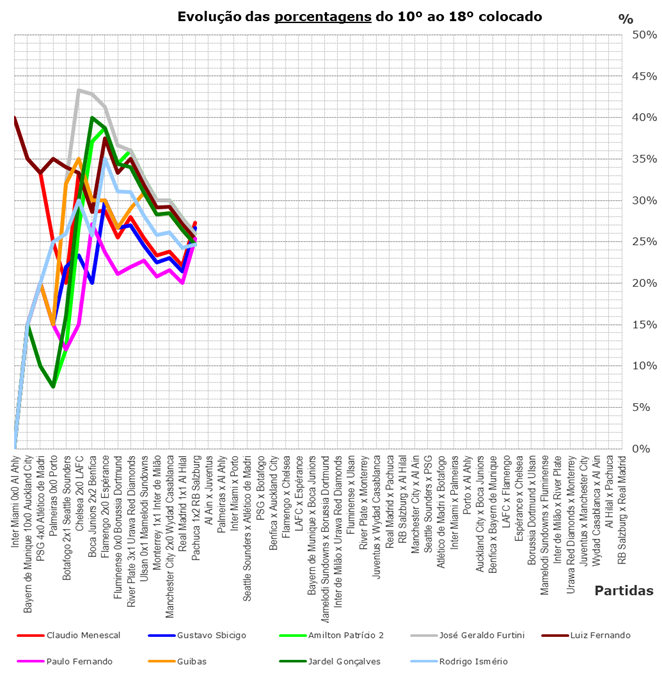 Evolução das porcentagens do 10º ao 18º colocado
%
50%
45%
40%
35%
30%
25%
20%
15%
10%
5%
0%
Inter Miami 0x0 Al Ahly
Bayern de Munique 10x0 Auckland City
PSG 4x0 Atlético de Madri
Palmeiras 0x0 Porto
Botafogo 2x1 Seattle Sounders
Chelsea 2x0 LAFC
Boca Juniors 2x2 Benfica
Flamengo 2x0 Espérance
Fluminense 0x0 Borussia Dortmund
River Plate 3x1 Urawa Red Diamonds
Ulsan 0x1 Mamelodi Sundowns
Monterrey 1x1 Inter de Milão
Manchester City 2x0 Wydad Casablanca
Real Madrid 1x1 Al Hilal
Pachuca 1x2 RB Salzburg
Al Ain x Juventus
Palmeiras x Al Ahly
Inter Miami x Porto
Seattle Sounders x Atlético de Madri
PSG x Botafogo
Benfica x Auckland City
Flamengo x Chelsea
LAFC x Espérance
Bayern de Munique x Boca Juniors
Mamelodi Sundowns x Borussia Dortmund
Inter de Milão x Urawa Red Diamonds
Fluminense x Ulsan
River Plate x Monterrey
Juventus x Wydad Casablanca
Real Madrid x Pachuca
RB Salzburg x Al Hilal
Manchester City x Al Ain
Seattle Sounders x PSG
Atlético de Madri x Botafogo
Inter Miami x Palmeiras
Porto x Al Ahly
Auckland City x Boca Juniors
Benfica x Bayern de Munique
LAFC x Flamengo
Espérance x Chelsea
Borussia Dortmund x Ulsan
Mamelodi Sundowns x Fluminense
Inter de Milão x River Plate
Urawa Red Diamonds x Monterrey
Juventus x Manchester City
Wydad Casablanca x Al Ain
Al Hilal x Pachuca
RB Salzburg x Real Madrid
Partidas
Claudio Menescal
Gustavo Sbicigo
Amilton Patrício 2
José Geraldo Furtini
Luiz Fernando
Paulo Fernando
Guibas
Jardel Gonçalves
Rodrigo Ismério